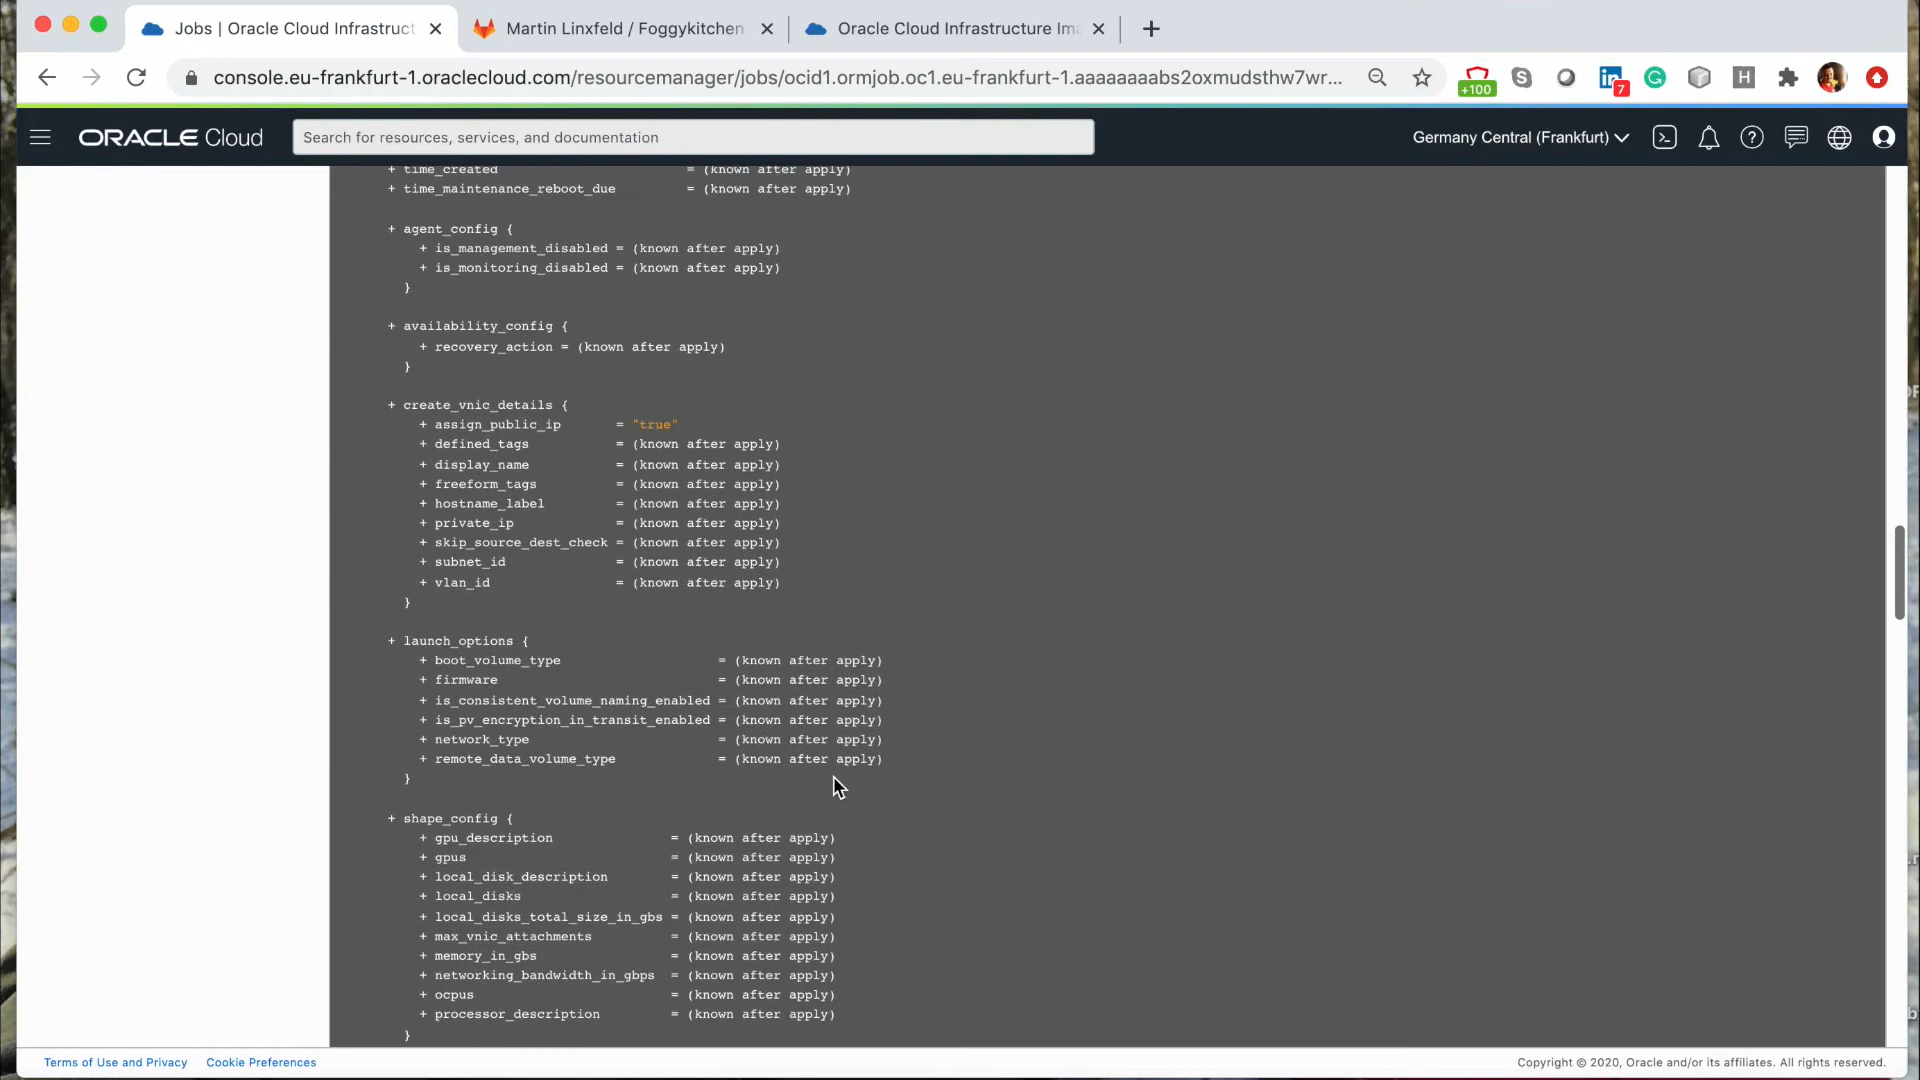 Jobs | Oracle Cloud Infrastruct
Martin Linxfeld / Foggykitchen
Oracle Cloud Infrastructure Ima
console.eu-frankfurt-1.oraclecloud.com/resourcemanager/jobs/ocid1.ormjob.oc1.eu-frankfurt-1.aaaaaaaabs2oxmudsthw7wr...
+100
7
H
ORACLE Cloud
Search for resources, services, and documentation
Germany Central (Frankfurt)
+ time_created = (known after apply)
+ time_maintenance_reboot_due = (known after apply)
+ agent_config {
+ is_management_disabled = (known after apply)
+ is_monitoring_disabled = (known after apply)
}
+ availability_config {
+ recovery_action = (known after apply)
}
+ create_vnic_details {
+ assign_public_ip = "true"
+ defined_tags = (known after apply)
+ display_name = (known after apply)
+ freeform_tags = (known after apply)
+ hostname_label = (known after apply)
+ private_ip = (known after apply)
+ skip_source_dest_check = (known after apply)
+ subnet_id = (known after apply)
+ vlan_id = (known after apply)
}
+ launch_options {
+ boot_volume_type = (known after apply)
+ firmware = (known after apply)
+ is_consistent_volume_naming_enabled = (known after apply)
+ is_pv_encryption_in_transit_enabled = (known after apply)
+ network_type = (known after apply)
+ remote_data_volume_type = (known after apply)
}
+ shape_config {
+ gpu_description = (known after apply)
+ gpus = (known after apply)
+ local_disk_description = (known after apply)
+ local_disks = (known after apply)
+ local_disks_total_size_in_gbs = (known after apply)
+ max_vnic_attachments = (known after apply)
+ memory_in_gbs = (known after apply)
+ networking_bandwidth_in_gbps = (known after apply)
+ ocpus = (known after apply)
+ processor_description = (known after apply)
}
Terms of Use and Privacy
Cookie Preferences
Copyright © 2020, Oracle and/or its affiliates. All rights reserved.